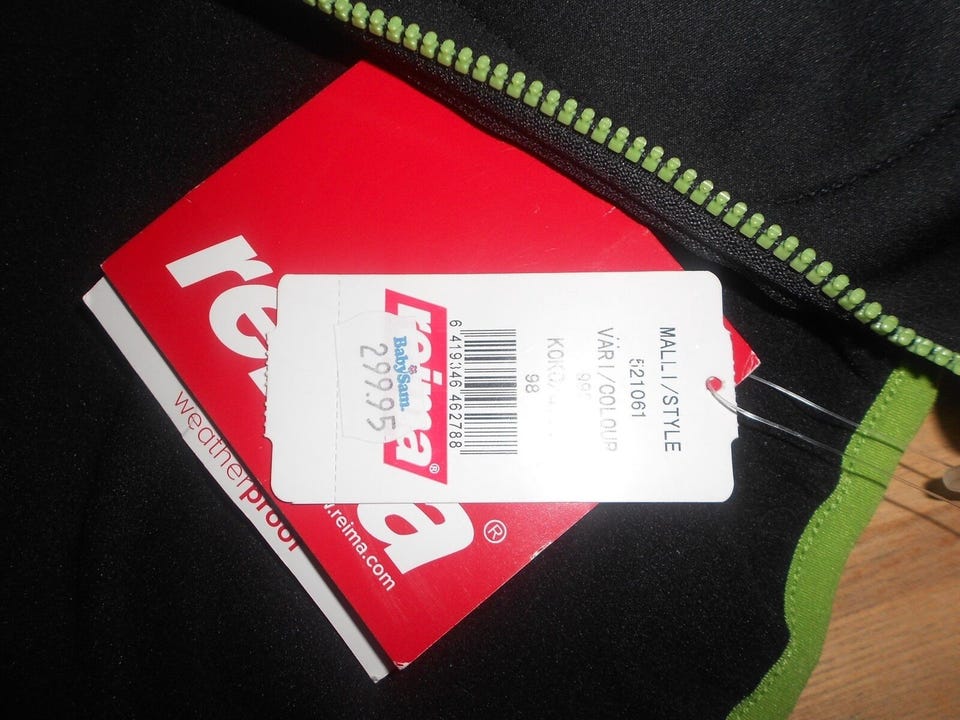 MALLI/STYLE
521061
VÄRI/COLOUR
98
6 419346 462788
reima®
BabySam.
299.95
reima®
www.reima.com
weatherproof